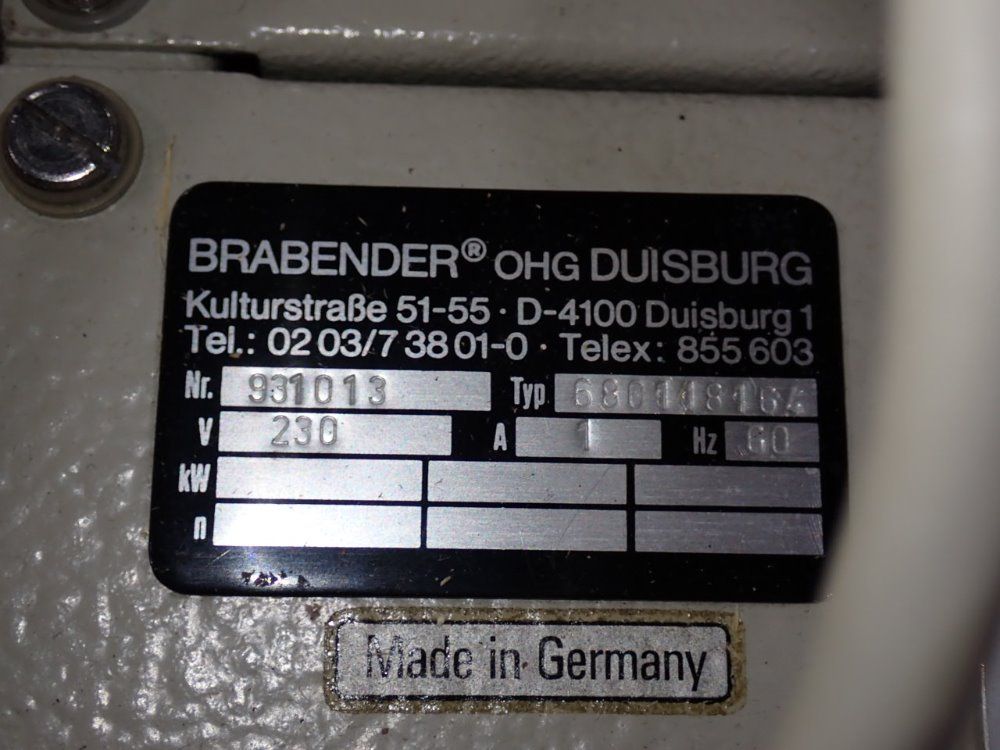 BRABENDER® OHG DUISBURG
Kulturstraße 51-55 · D-4100 Duisburg 1
Tel.: 02 03/7 38 01-0 · Telex: 855 603
Nr. 931013 Typ
V 230 A 1 Hz 60
kW
n
Made in Germany